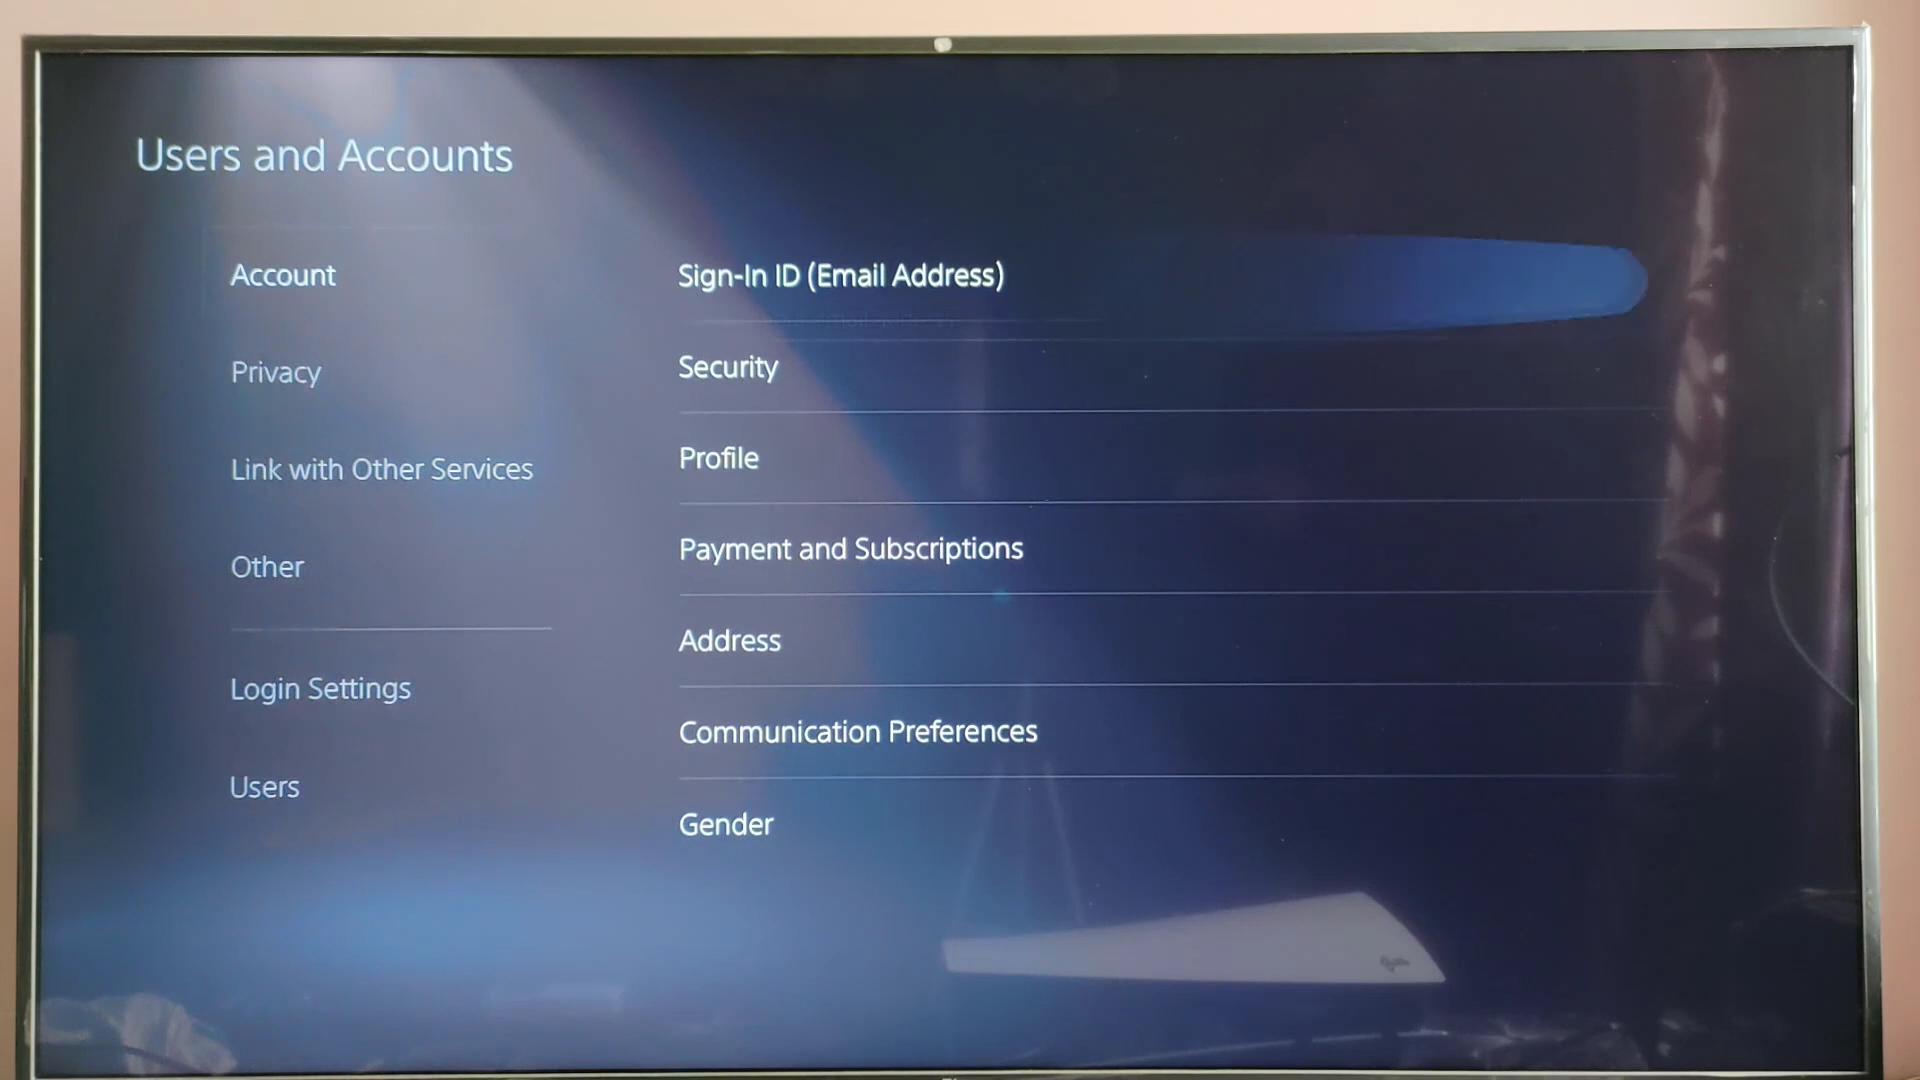 Users and Accounts
Account
Privacy
Link with Other Services
Other
Login Settings
Users
Sign-In ID (Email Address)
Security
Profile
Payment and Subscriptions
Address
Communication Preferences
Gender